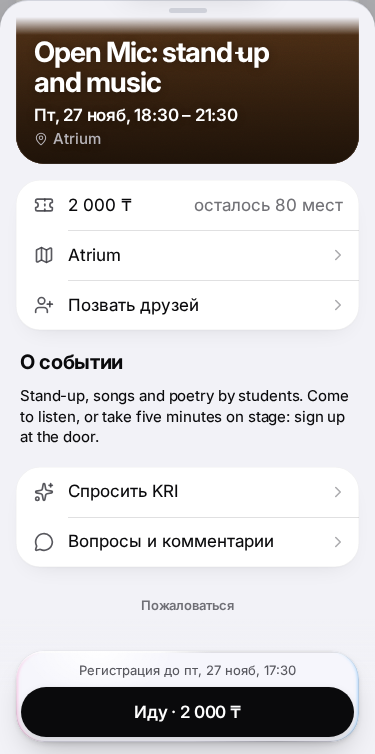 Open Mic: stand-up
and music
Пт, 27 нояб, 18:30 – 21:30
Atrium
2 000 ₸ осталось 80 мест
Atrium
Позвать друзей
О событии
Stand-up, songs and poetry by students. Come
to listen, or take five minutes on stage: sign up
at the door.
Спросить KRI
Вопросы и комментарии
Пожаловаться
Регистрация до пт, 27 нояб, 17:30
Иду · 2 000 ₸